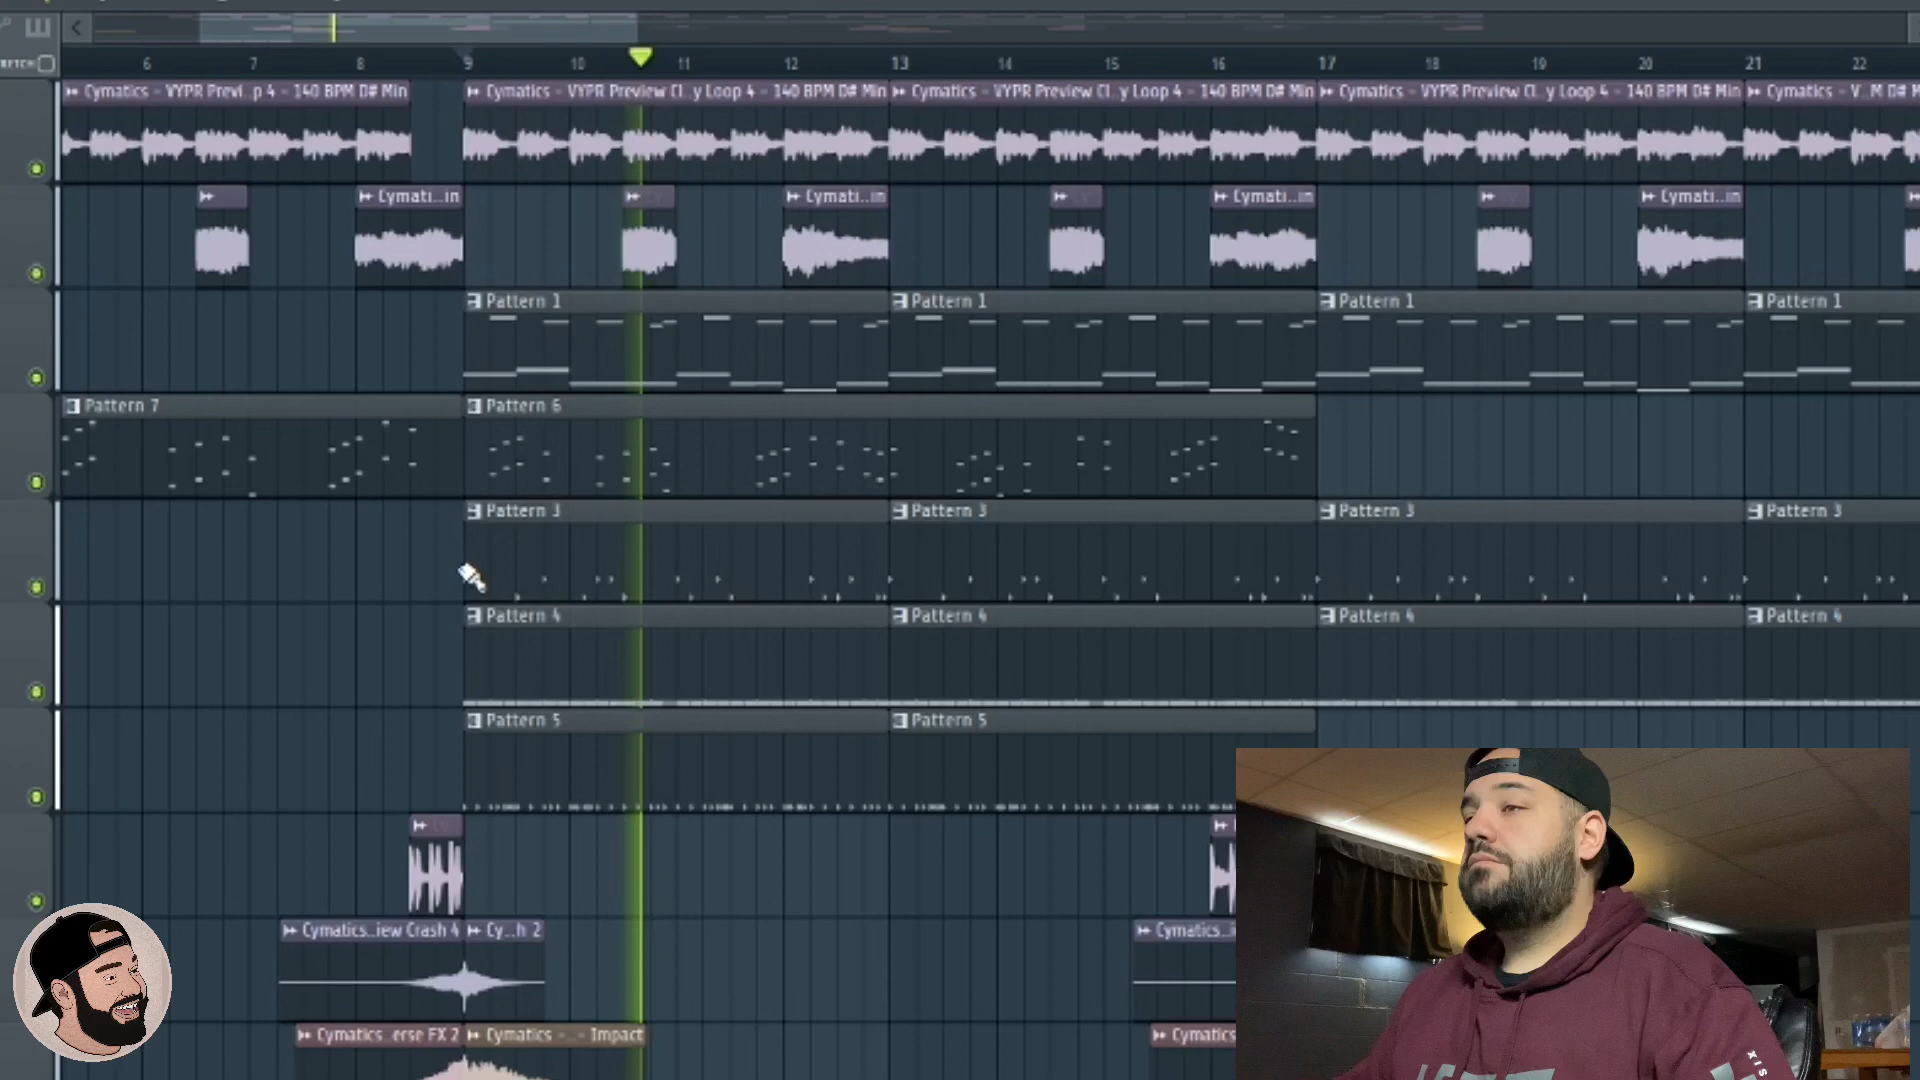 6 7 8 9 10 11 12 13 14 15 16 17 18 19 20 21 22
Cymatics - VYPR Previ..p 4 - 140 BPM D# Min
Cymatics - VYPR Preview Cl..y Loop 4 - 140 BPM D# Min
Cymatics - VYPR Preview Cl..y Loop 4 - 140 BPM D# Min
Cymatics - VYPR Preview Cl..y Loop 4 - 140 BPM D# Min
Cymatics - V..M D# M
Cymati..in
Cymati..in
Cymati..in
Cymati..in
Pattern 1
Pattern 1
Pattern 1
Pattern 1
Pattern 7
Pattern 6
Pattern 3
Pattern 3
Pattern 3
Pattern 3
Pattern 4
Pattern 4
Pattern 4
Pattern 4
Pattern 5
Pattern 5
Cymatics..iew Crash 4
Cy..h 2
Cymatics..
Cymatics..erse FX 2
Cymatics - ..- Impact
Cymatics
SIX